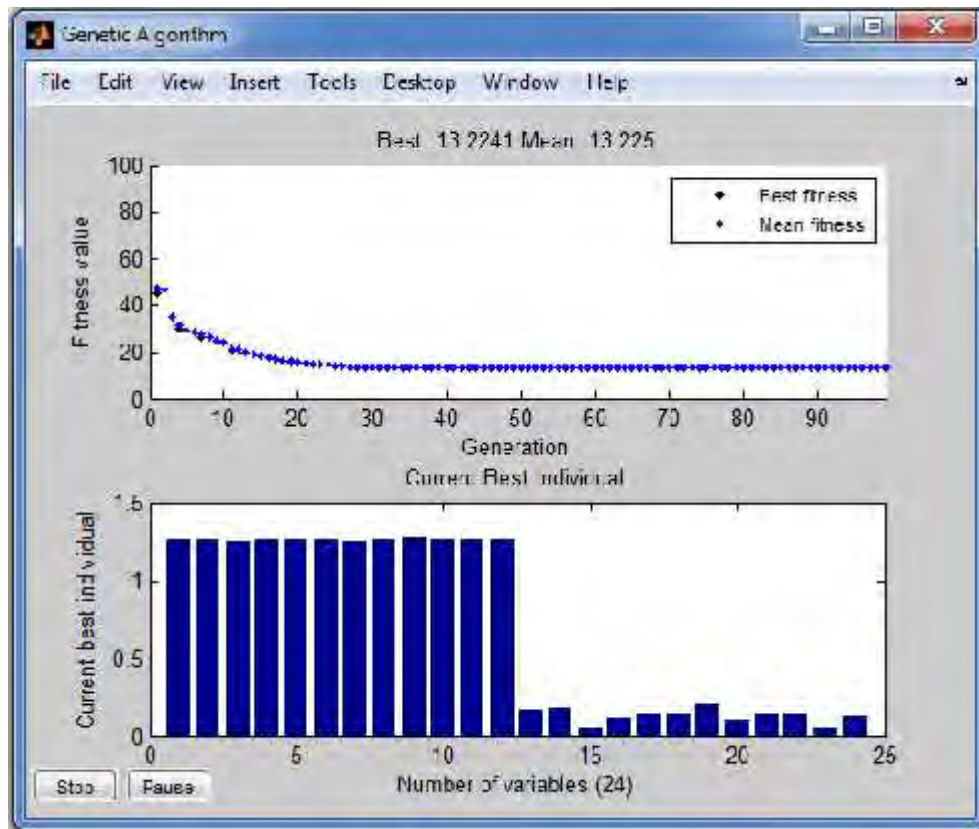 Genetic Algorithm
File Edit View Insert Tools Desktop Window Help
Best: 13.2241 Mean: 13.225
100
80
60
40
20
0
Fitness value
Best fitness
Mean fitness
0 10 20 30 40 50 60 70 80 90
Generation
Current Best Individual
1.5
1
0.5
0
Current best individual
0 5 10 15 20 25
Number of variables (24)
Stop Pause